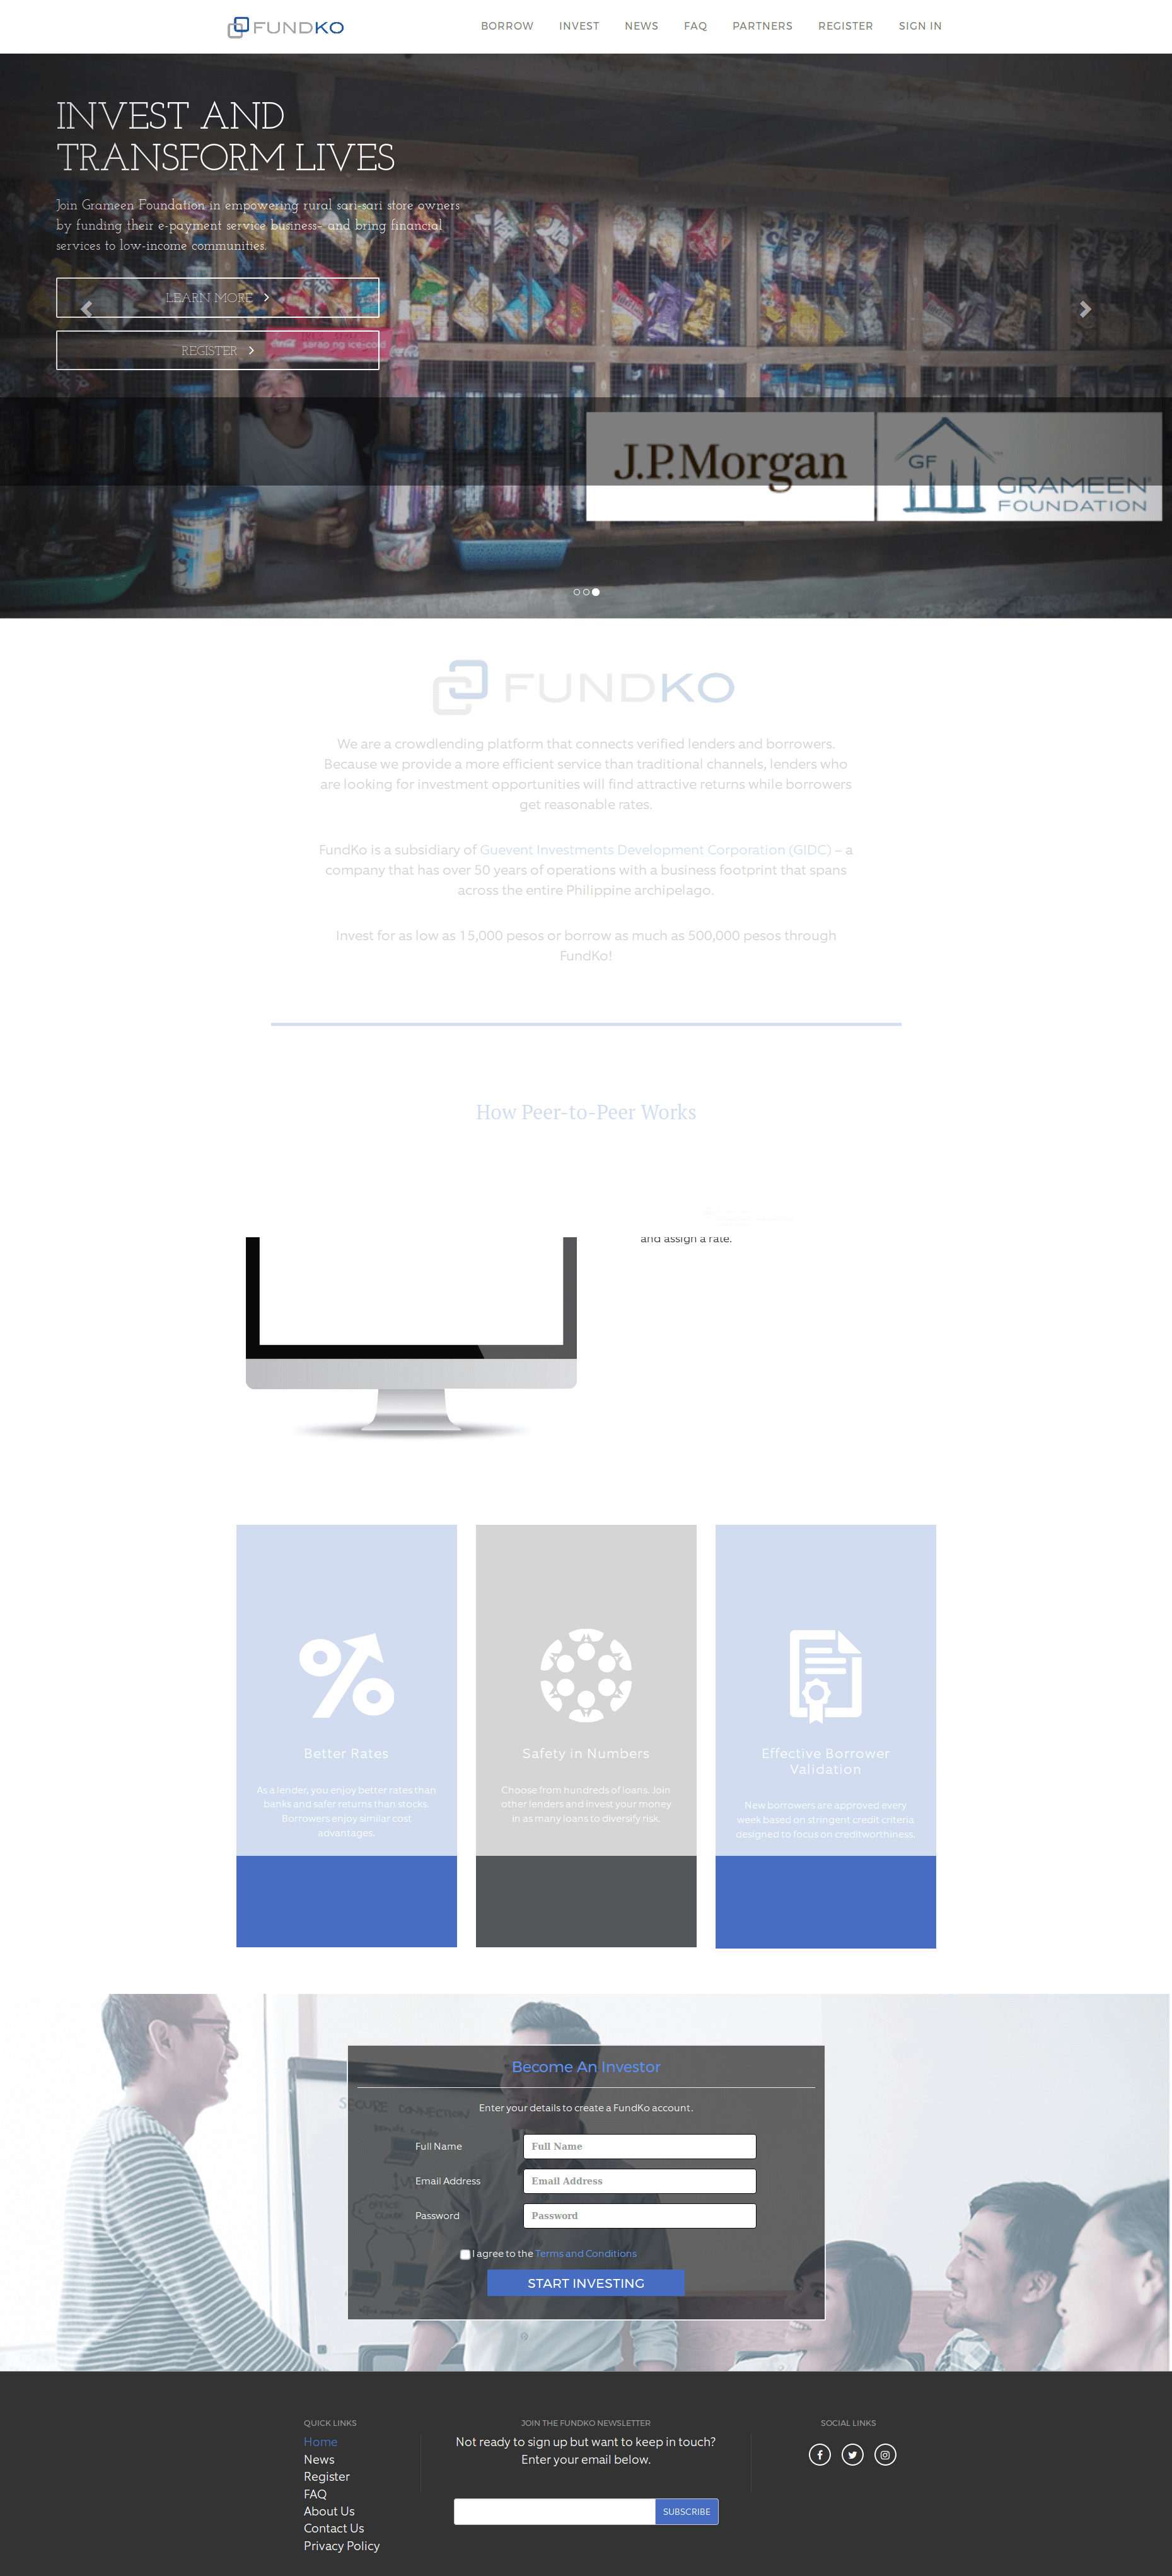 FUNDKO
BORROW INVEST NEWS FAQ PARTNERS REGISTER SIGN IN
INVEST AND
TRANSFORM LIVES
Join Grameen Foundation in empowering rural sari-sari store owners
by funding their e-payment service business– and bring financial
services to low-income communities.
LEARN MORE
REGISTER
sarap ng ice-cold
J.P.Morgan
GF
GRAMEEN
FOUNDATION
FUNDKO
We are a crowdlending platform that connects verified lenders and borrowers.
Because we provide a more efficient service than traditional channels, lenders who
are looking for investment opportunities will find attractive returns while borrowers
get reasonable rates.
FundKo is a subsidiary of Guevent Investments Development Corporation (GIDC) – a
company that has over 50 years of operations with a business footprint that spans
across the entire Philippine archipelago.
Invest for as low as 15,000 pesos or borrow as much as 500,000 pesos through
FundKo!
How Peer-to-Peer Works
and assign a rate.
Better Rates
As a lender, you enjoy better rates than
banks and safer returns than stocks.
Borrowers enjoy similar cost
advantages.
Safety in Numbers
Choose from hundreds of loans. Join
other lenders and invest your money
in as many loans to diversify risk.
Effective Borrower
Validation
New borrowers are approved every
week based on stringent credit criteria
designed to focus on creditworthiness.
Become An Investor
SECURE CONNECTION
Enter your details to create a FundKo account.
Full Name Full Name
Email Address Email Address
Password Password
I agree to the Terms and Conditions
START INVESTING
QUICK LINKS
Home
News
Register
FAQ
About Us
Contact Us
Privacy Policy
JOIN THE FUNDKO NEWSLETTER
Not ready to sign up but want to keep in touch?
Enter your email below.
SUBSCRIBE
SOCIAL LINKS